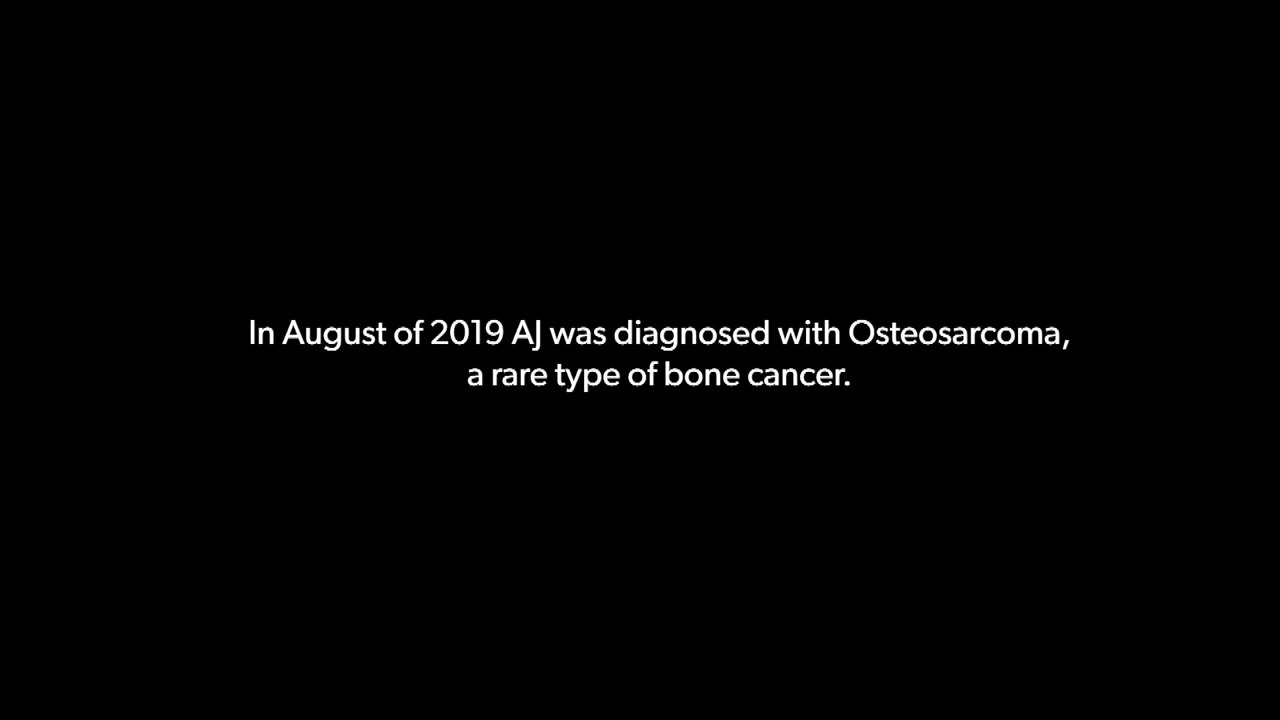 In August of 2019 AJ was diagnosed with Osteosarcoma,
a rare type of bone cancer.